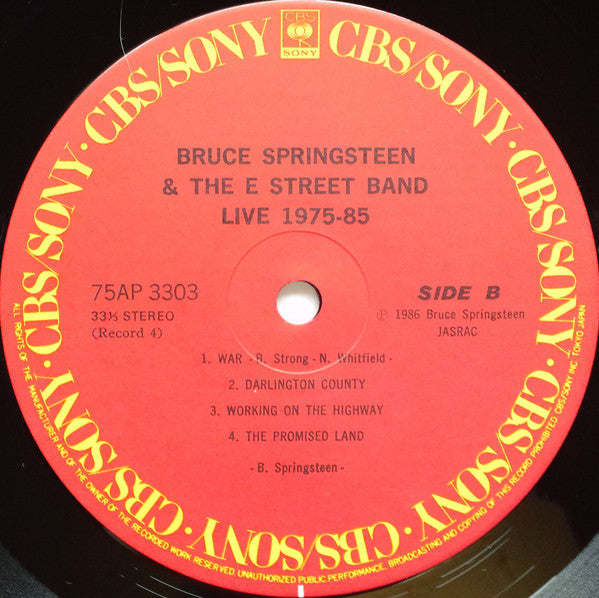 CBS/SONY · CBS/SONY · CBS/SONY · CBS/SONY · CBS/SONY · CBS/SONY · CBS/SONY · CBS/SONY
CBS
SONY
BRUCE SPRINGSTEEN
& THE E STREET BAND
LIVE 1975-85
75AP 3303
33⅓ STEREO
(Record 4)
SIDE B
Ⓟ 1986 Bruce Springsteen
JASRAC
1. WAR -B. Strong - N. Whitfield -
2. DARLINGTON COUNTY
3. WORKING ON THE HIGHWAY
4. THE PROMISED LAND
- B. Springsteen -
ALL RIGHTS OF THE MANUFACTURER AND OF THE OWNER OF THE RECORDED WORK RESERVED. UNAUTHORIZED PUBLIC PERFORMANCE, BROADCASTING AND COPYING OF THIS RECORD PROHIBITED CBS/SONY INC. TOKYO JAPAN